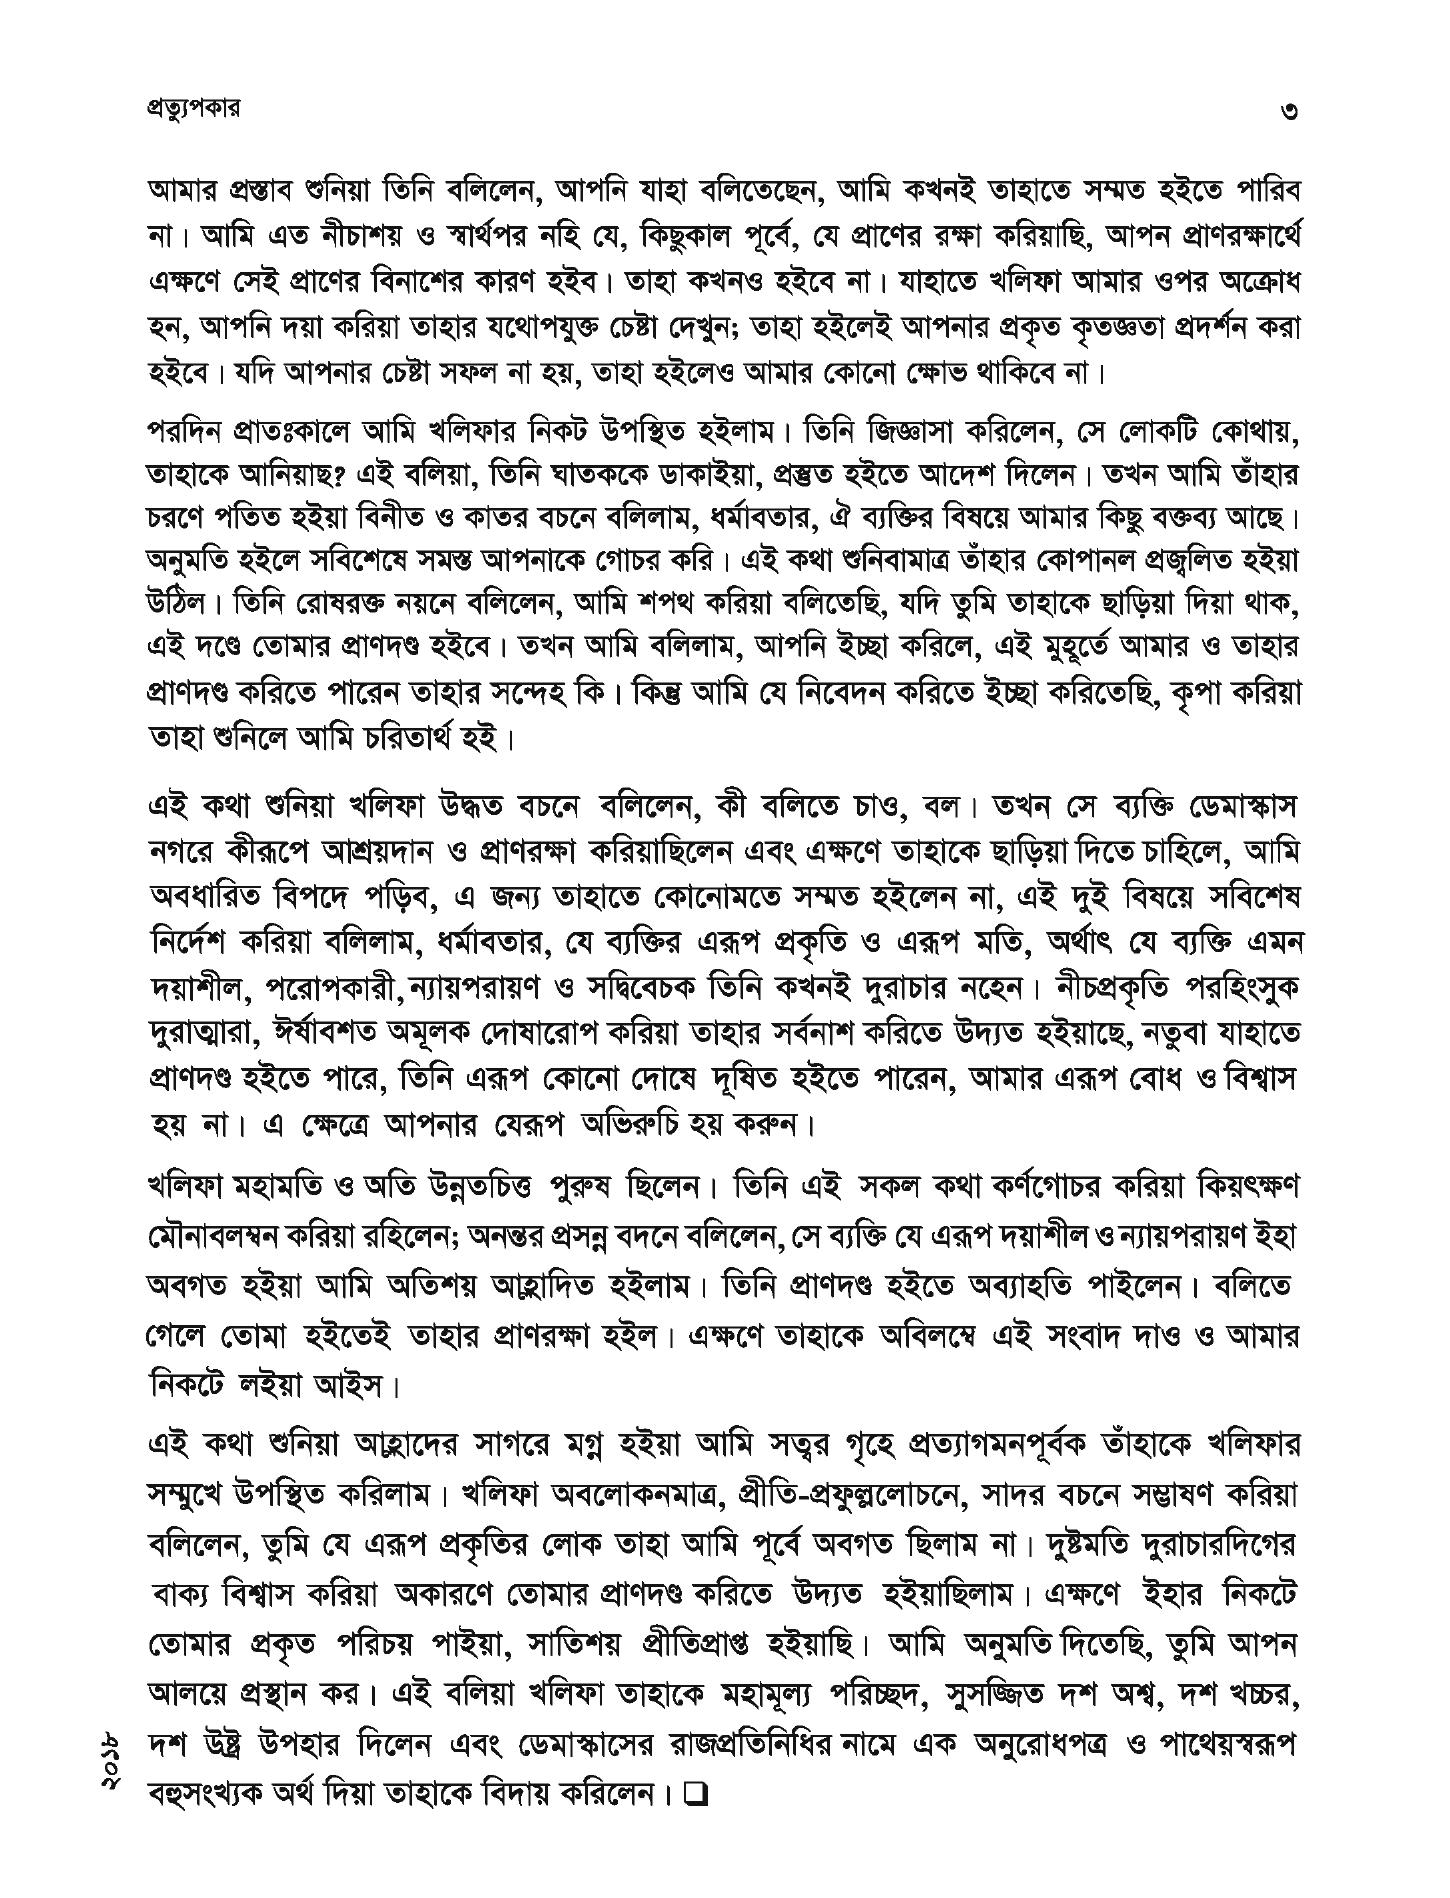 প্রত্যুপকার ৩
আমার প্রস্তাব শুনিয়া তিনি বলিলেন, আপনি যাহা বলিতেছেন, আমি কখনই তাহাতে সম্মত হইতে পারিব
না। আমি এত নীচাশয় ও স্বার্থপর নহি যে, কিছুকাল পূর্বে, যে প্রাণের রক্ষা করিয়াছি, আপন প্রাণরক্ষার্থে
এক্ষণে সেই প্রাণের বিনাশের কারণ হইব। তাহা কখনও হইবে না। যাহাতে খলিফা আমার ওপর অক্রোধ
হন, আপনি দয়া করিয়া তাহার যথোপযুক্ত চেষ্টা দেখুন; তাহা হইলেই আপনার প্রকৃত কৃতজ্ঞতা প্রদর্শন করা
হইবে। যদি আপনার চেষ্টা সফল না হয়, তাহা হইলেও আমার কোনো ক্ষোভ থাকিবে না।
পরদিন প্রাতঃকালে আমি খলিফার নিকট উপস্থিত হইলাম। তিনি জিজ্ঞাসা করিলেন, সে লোকটি কোথায়,
তাহাকে আনিয়াছ? এই বলিয়া, তিনি ঘাতককে ডাকাইয়া, প্রস্তুত হইতে আদেশ দিলেন। তখন আমি তাঁহার
চরণে পতিত হইয়া বিনীত ও কাতর বচনে বলিলাম, ধর্মাবতার, ঐ ব্যক্তির বিষয়ে আমার কিছু বক্তব্য আছে।
অনুমতি হইলে সবিশেষে সমস্ত আপনাকে গোচর করি। এই কথা শুনিবামাত্র তাঁহার কোপানল প্রজ্বলিত হইয়া
উঠিল। তিনি রোষরক্ত নয়নে বলিলেন, আমি শপথ করিয়া বলিতেছি, যদি তুমি তাহাকে ছাড়িয়া দিয়া থাক,
এই দণ্ডে তোমার প্রাণদণ্ড হইবে। তখন আমি বলিলাম, আপনি ইচ্ছা করিলে, এই মুহূর্তে আমার ও তাহার
প্রাণদণ্ড করিতে পারেন তাহার সন্দেহ কি। কিন্তু আমি যে নিবেদন করিতে ইচ্ছা করিতেছি, কৃপা করিয়া
তাহা শুনিলে আমি চরিতার্থ হই।
এই কথা শুনিয়া খলিফা উদ্ধত বচনে বলিলেন, কী বলিতে চাও, বল। তখন সে ব্যক্তি ডেমাস্কাস
নগরে কীরূপে আশ্রয়দান ও প্রাণরক্ষা করিয়াছিলেন এবং এক্ষণে তাহাকে ছাড়িয়া দিতে চাহিলে, আমি
অবধারিত বিপদে পড়িব, এ জন্য তাহাতে কোনোমতে সম্মত হইলেন না, এই দুই বিষয়ে সবিশেষ
নির্দেশ করিয়া বলিলাম, ধর্মাবতার, যে ব্যক্তির এরূপ প্রকৃতি ও এরূপ মতি, অর্থাৎ যে ব্যক্তি এমন
দয়াশীল, পরোপকারী, ন্যায়পরায়ণ ও সদ্বিবেচক তিনি কখনই দুরাচার নহেন। নীচপ্রকৃতি পরহিংসুক
দুরাত্মারা, ঈর্ষাবশত অমূলক দোষারোপ করিয়া তাহার সর্বনাশ করিতে উদ্যত হইয়াছে, নতুবা যাহাতে
প্রাণদণ্ড হইতে পারে, তিনি এরূপ কোনো দোষে দূষিত হইতে পারেন, আমার এরূপ বোধ ও বিশ্বাস
হয় না। এ ক্ষেত্রে আপনার যেরূপ অভিরুচি হয় করুন।
খলিফা মহামতি ও অতি উন্নতচিত্ত পুরুষ ছিলেন। তিনি এই সকল কথা কর্ণগোচর করিয়া কিয়ৎক্ষণ
মৌনাবলম্বন করিয়া রহিলেন; অনন্তর প্রসন্ন বদনে বলিলেন, সে ব্যক্তি যে এরূপ দয়াশীল ও ন্যায়পরায়ণ ইহা
অবগত হইয়া আমি অতিশয় আহ্লাদিত হইলাম। তিনি প্রাণদণ্ড হইতে অব্যাহতি পাইলেন। বলিতে
গেলে তোমা হইতেই তাহার প্রাণরক্ষা হইল। এক্ষণে তাহাকে অবিলম্বে এই সংবাদ দাও ও আমার
নিকটে লইয়া আইস।
এই কথা শুনিয়া আহ্লাদের সাগরে মগ্ন হইয়া আমি সত্বর গৃহে প্রত্যাগমনপূর্বক তাঁহাকে খলিফার
সম্মুখে উপস্থিত করিলাম। খলিফা অবলোকনমাত্র, প্রীতি-প্রফুল্ললোচনে, সাদর বচনে সম্ভাষণ করিয়া
বলিলেন, তুমি যে এরূপ প্রকৃতির লোক তাহা আমি পূর্বে অবগত ছিলাম না। দুষ্টমতি দুরাচারদিগের
বাক্য বিশ্বাস করিয়া অকারণে তোমার প্রাণদণ্ড করিতে উদ্যত হইয়াছিলাম। এক্ষণে ইহার নিকটে
তোমার প্রকৃত পরিচয় পাইয়া, সাতিশয় প্রীতিপ্রাপ্ত হইয়াছি। আমি অনুমতি দিতেছি, তুমি আপন
আলয়ে প্রস্থান কর। এই বলিয়া খলিফা তাহাকে মহামূল্য পরিচ্ছদ, সুসজ্জিত দশ অশ্ব, দশ খচ্চর,
দশ উষ্ট্র উপহার দিলেন এবং ডেমাস্কাসের রাজপ্রতিনিধির নামে এক অনুরোধপত্র ও পাথেয়স্বরূপ
বহুসংখ্যক অর্থ দিয়া তাহাকে বিদায় করিলেন। ❑
২০১৮